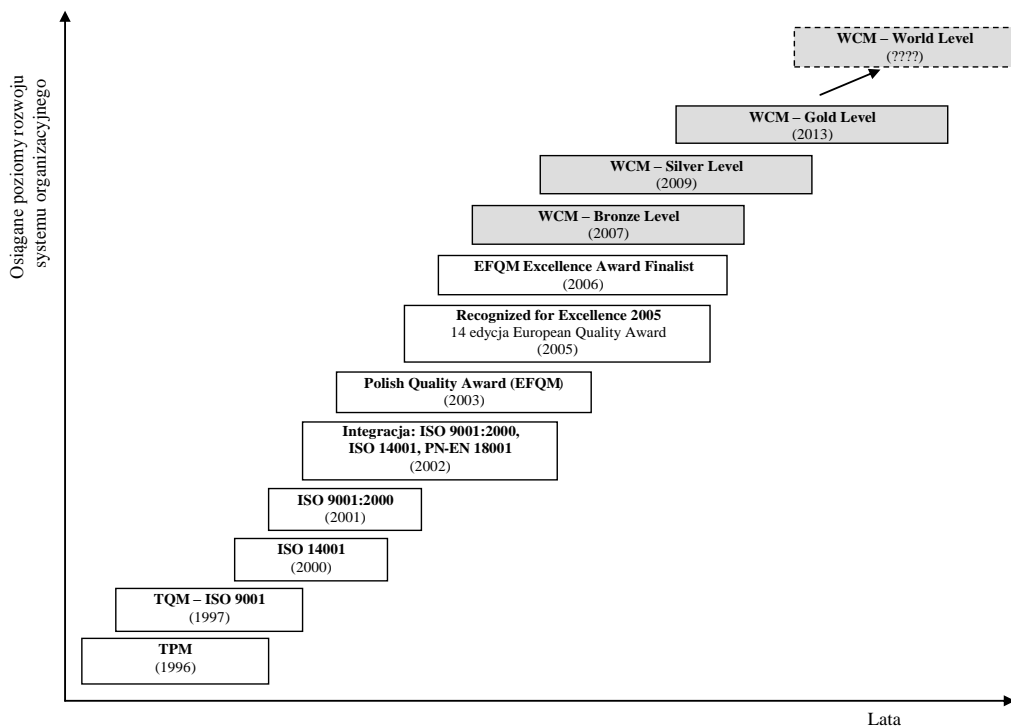 Osiągane poziomy rozwoju
systemu organizacyjnego
WCM – World Level
(????)
WCM – Gold Level
(2013)
WCM – Silver Level
(2009)
WCM – Bronze Level
(2007)
EFQM Excellence Award Finalist
(2006)
Recognized for Excellence 2005
14 edycja European Quality Award
(2005)
Polish Quality Award (EFQM)
(2003)
Integracja: ISO 9001:2000,
ISO 14001, PN-EN 18001
(2002)
ISO 9001:2000
(2001)
ISO 14001
(2000)
TQM – ISO 9001
(1997)
TPM
(1996)
Lata